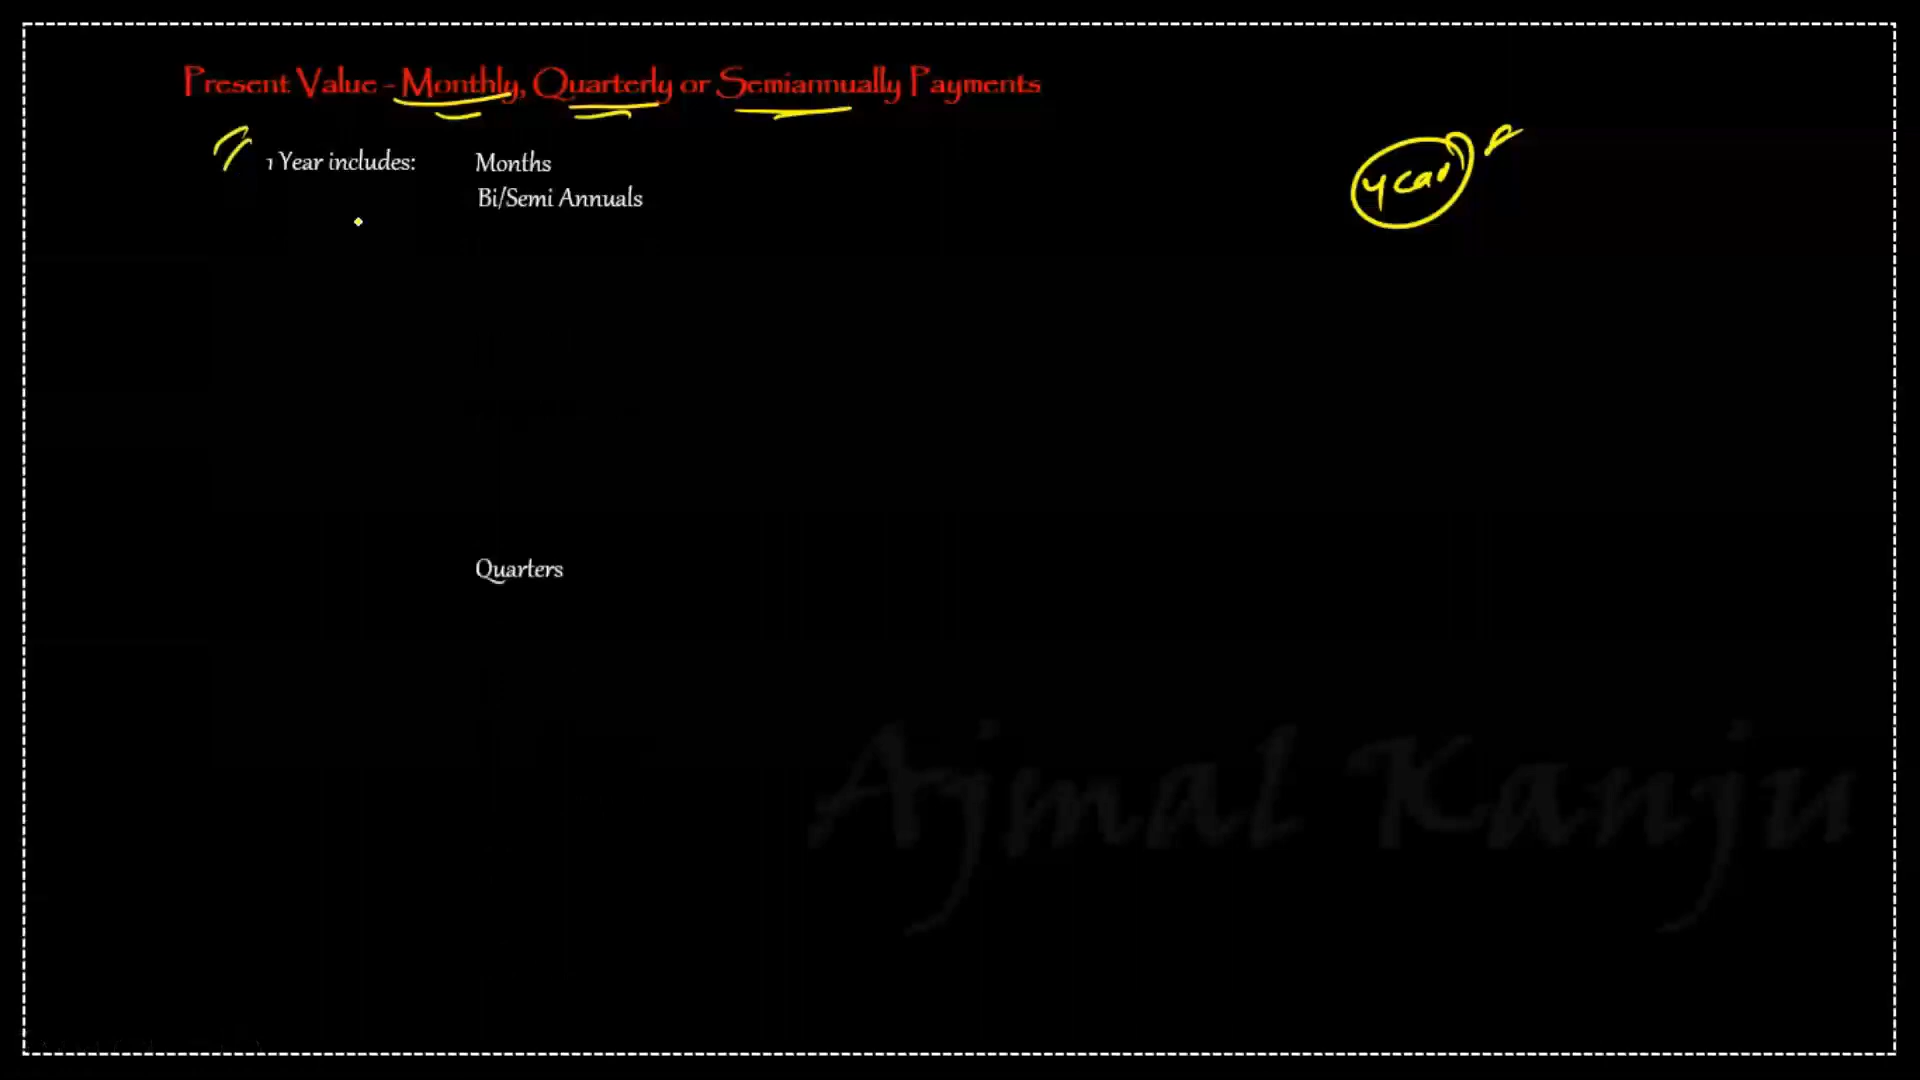 Present Value - Monthly, Quarterly or Semiannually Payments
1 Year includes: Months
Bi/Semi Annuals
year
Quarters
Ajmal Kanju